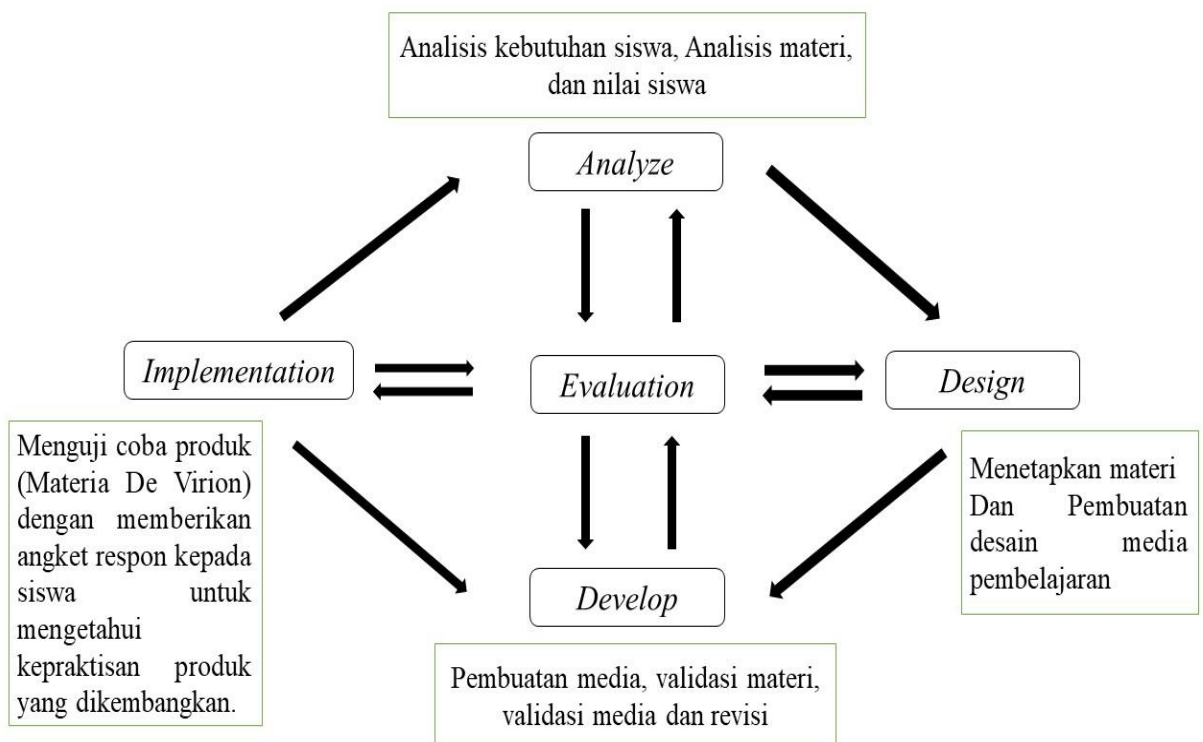 Analisis kebutuhan siswa, Analisis materi,
dan nilai siswa
Analyze
Implementation
Evaluation
Design
Menguji coba produk
(Materia De Virion)
dengan memberikan
angket respon kepada
siswa untuk
mengetahui
kepraktisan produk
yang dikembangkan.
Menetapkan materi
Dan Pembuatan
desain media
pembelajaran
Develop
Pembuatan media, validasi materi,
validasi media dan revisi